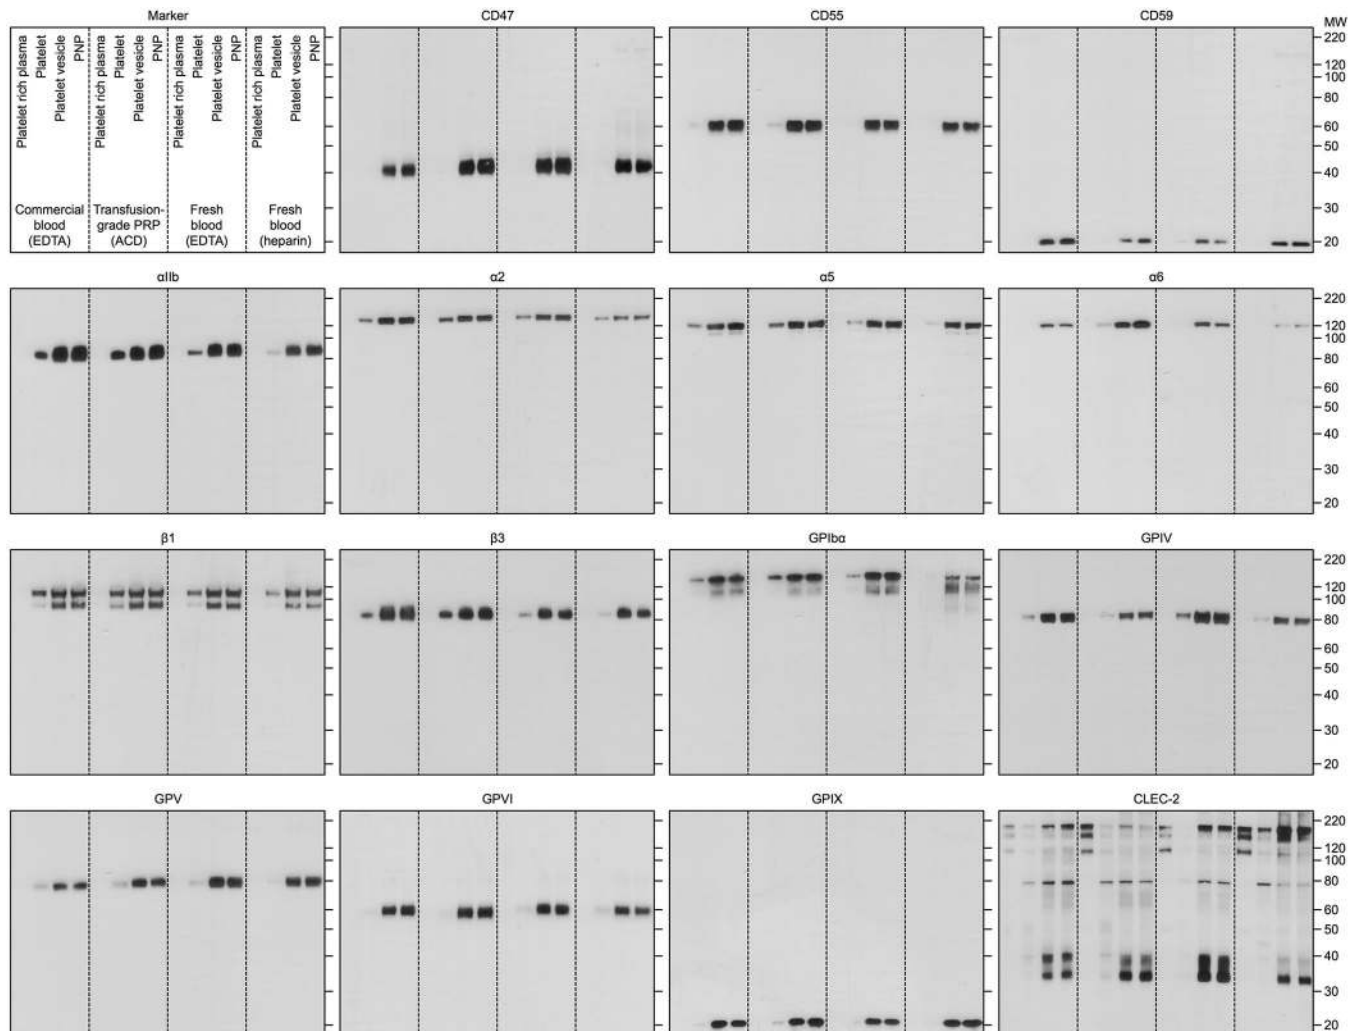 Marker
CD47
CD55
CD59
MW
Platelet rich plasma
Platelet
Platelet vesicle
PNP
Platelet rich plasma
Platelet
Platelet vesicle
PNP
Platelet rich plasma
Platelet
Platelet vesicle
PNP
Platelet rich plasma
Platelet
Platelet vesicle
PNP
Commercial
blood
(EDTA)
Transfusion-
grade PRP
(ACD)
Fresh
blood
(EDTA)
Fresh
blood
(heparin)
220
120
100
80
60
40
30
20
αIIb
α2
α5
α6
220
120
100
80
60
50
40
30
20
β1
β3
GPIbα
GPIV
220
120
100
80
60
50
40
30
20
GPV
GPVI
GPIX
CLEC-2
220
120
100
80
60
50
40
30
20